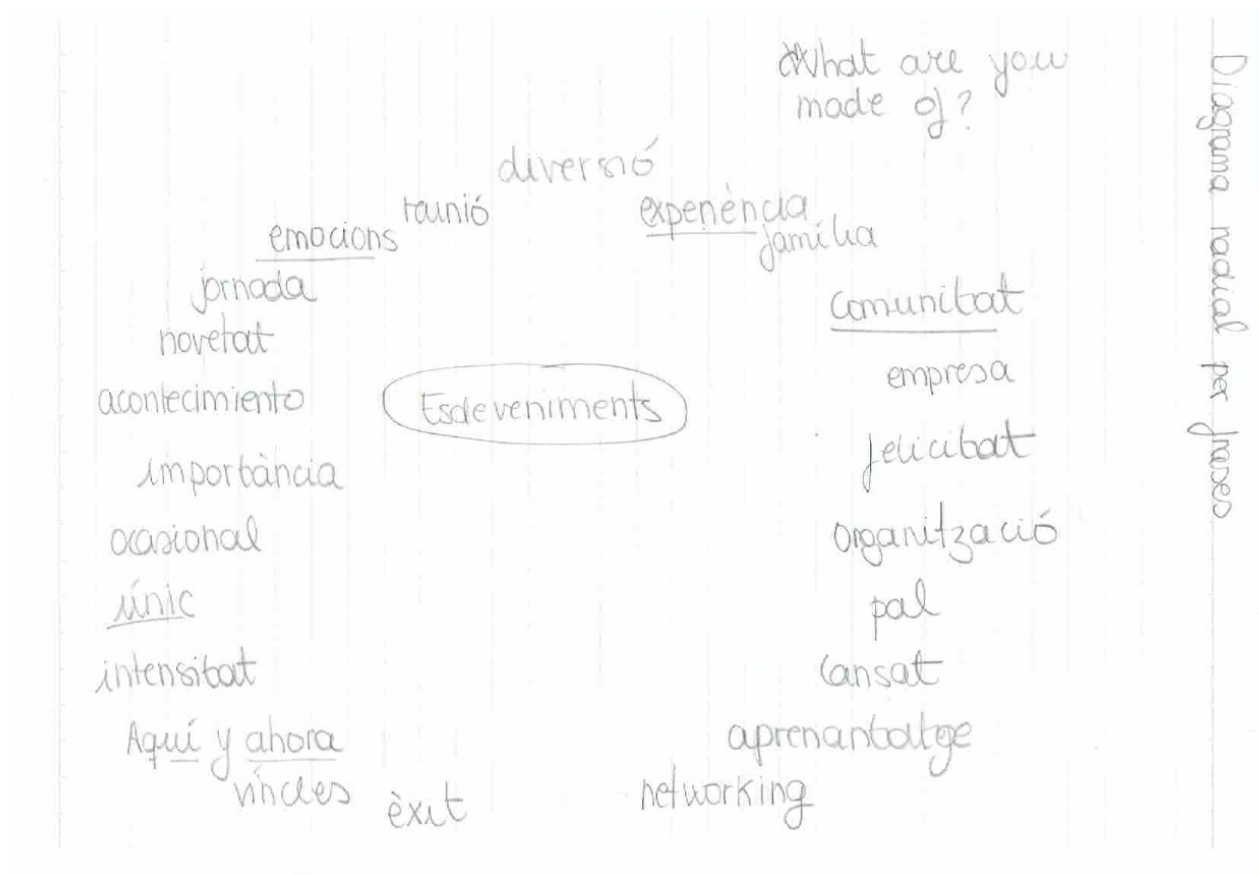 What are you
made of?
Diagrama radial per frases
diversió
reunió
experiència
emocions
família
jornada
comunitat
novetat
empresa
acontecimiento
Esdeveniments
felicitat
importància
organització
ocasional
únic
pal
intensitat
cansat
Aquí y ahora
aprenantatge
vincles
èxit
networking